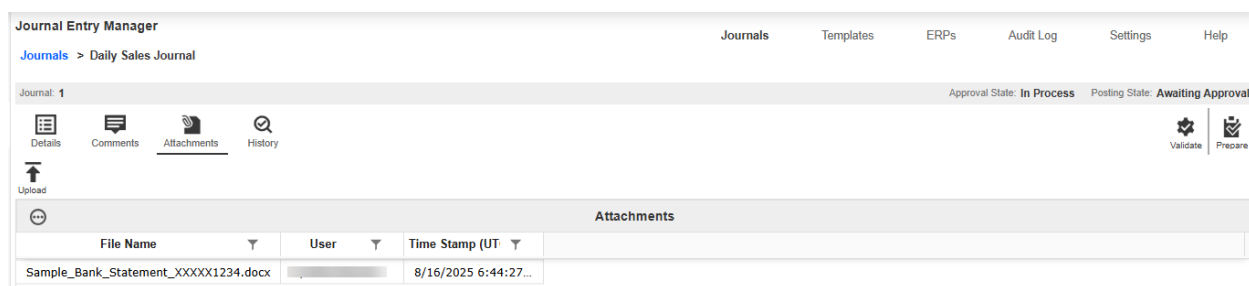 Journal Entry Manager
Journals Templates ERPs Audit Log Settings Help
Journals > Daily Sales Journal
Journal: 1 Approval State: In Process Posting State: Awaiting Approval
Details Comments Attachments History Validate Prepare
Upload
Attachments
File Name User Time Stamp (UT
Sample_Bank_Statement_XXXXX1234.docx 8/16/2025 6:44:27...